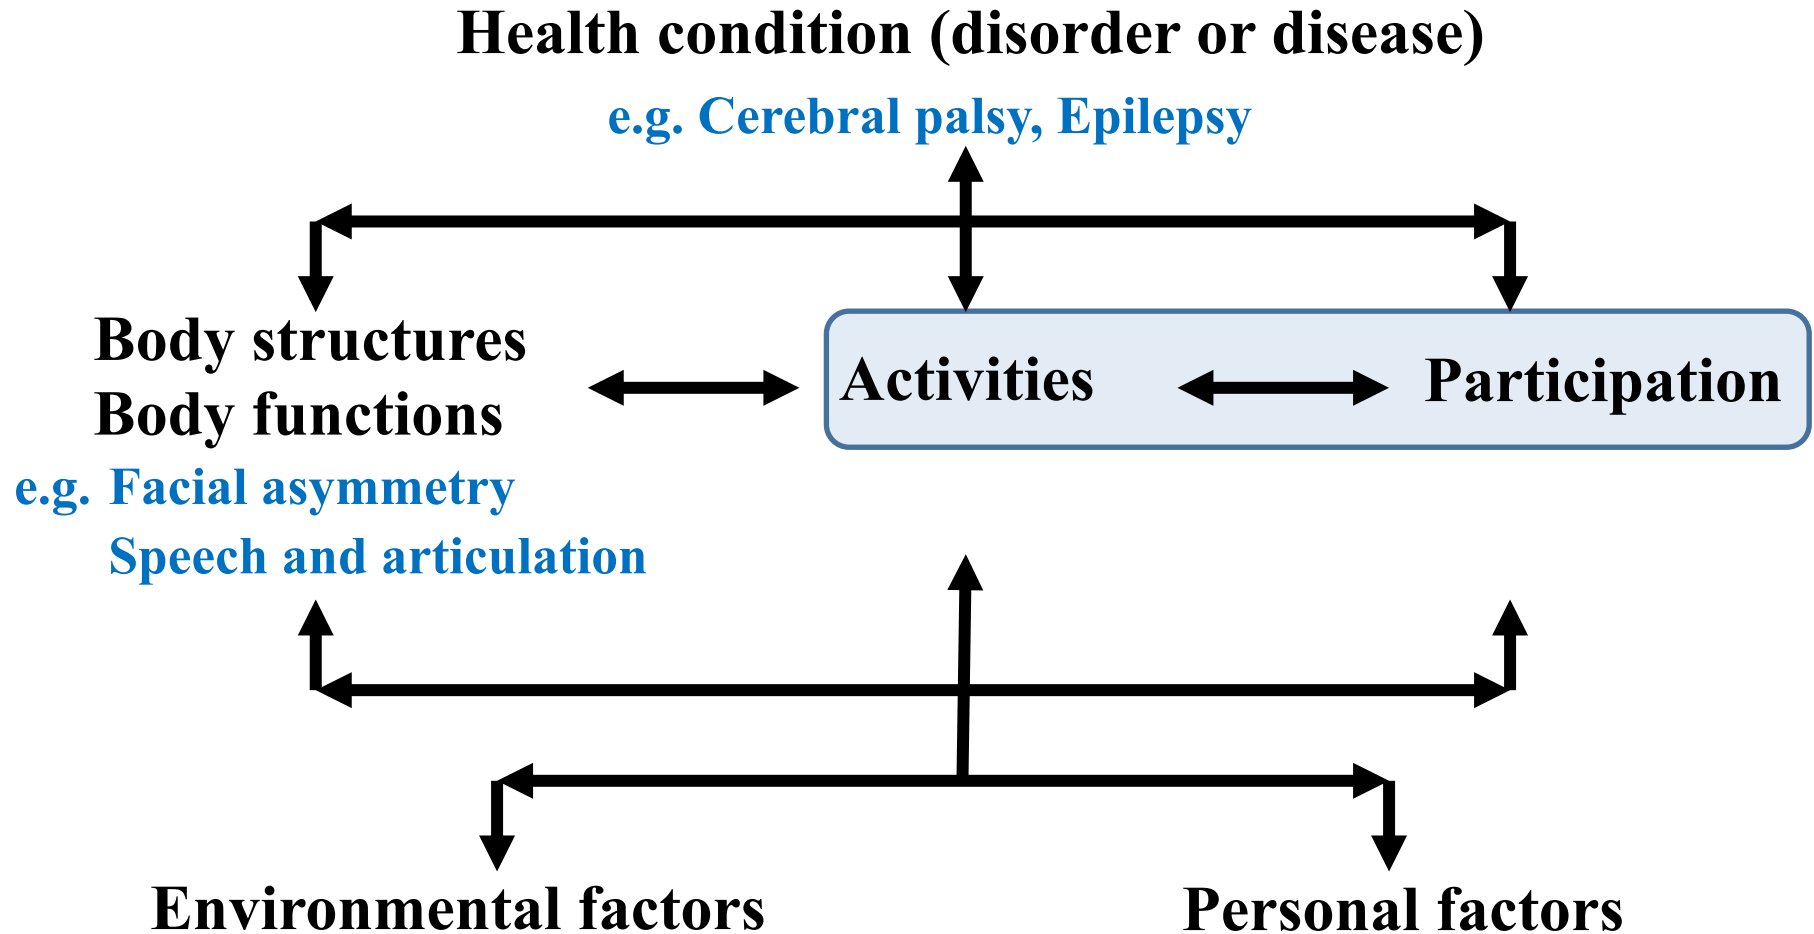 Health condition (disorder or disease)
e.g. Cerebral palsy, Epilepsy
Body structures
Body functions
e.g. Facial asymmetry
Speech and articulation
Activities
Participation
Environmental factors
Personal factors